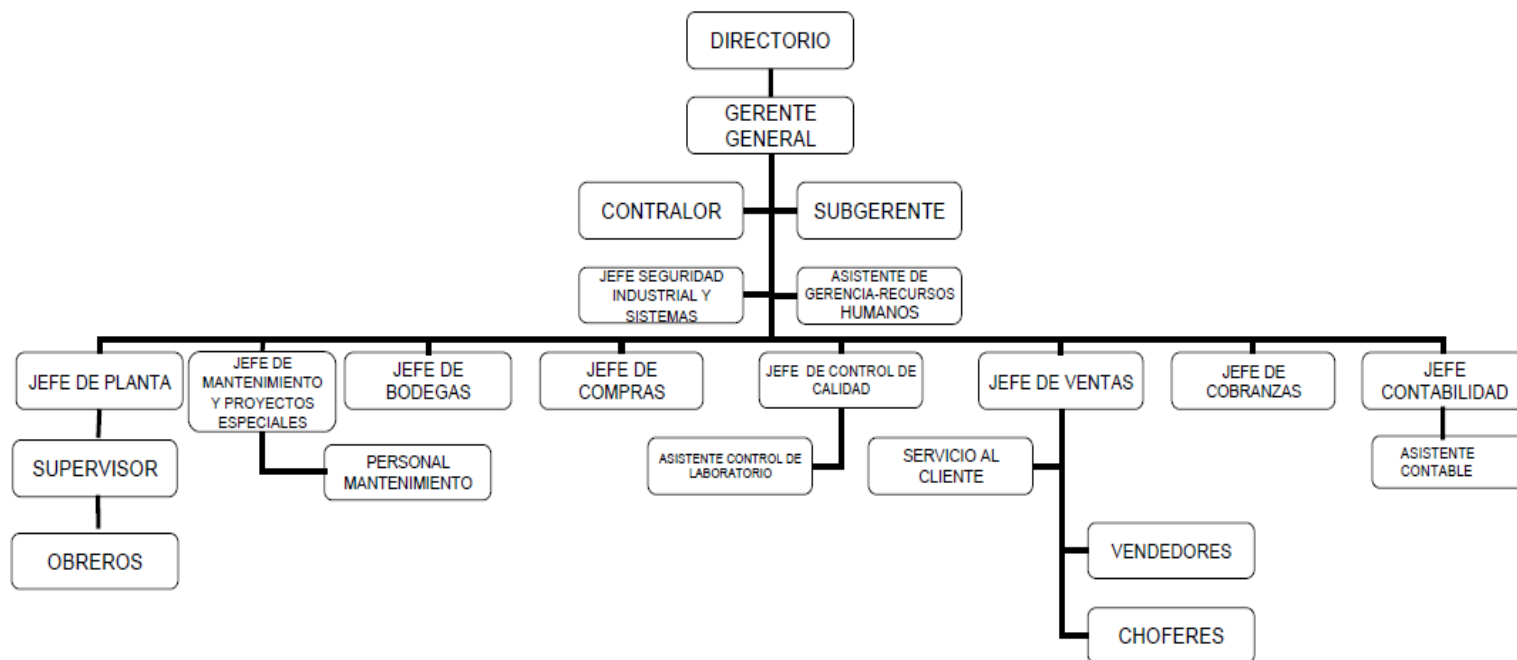 DIRECTORIO
GERENTE
GENERAL
CONTRALOR
SUBGERENTE
JEFE SEGURIDAD
INDUSTRIAL Y
SISTEMAS
ASISTENTE DE
GERENCIA-RECURSOS
HUMANOS
JEFE DE PLANTA
JEFE DE
MANTENIMIENTO
Y PROYECTOS
ESPECIALES
JEFE DE
BODEGAS
JEFE DE
COMPRAS
JEFE DE CONTROL DE
CALIDAD
JEFE DE VENTAS
JEFE DE
COBRANZAS
JEFE
CONTABILIDAD
SUPERVISOR
PERSONAL
MANTENIMIENTO
ASISTENTE CONTROL DE
LABORATORIO
SERVICIO AL
CLIENTE
ASISTENTE
CONTABLE
OBREROS
VENDEDORES
CHOFERES